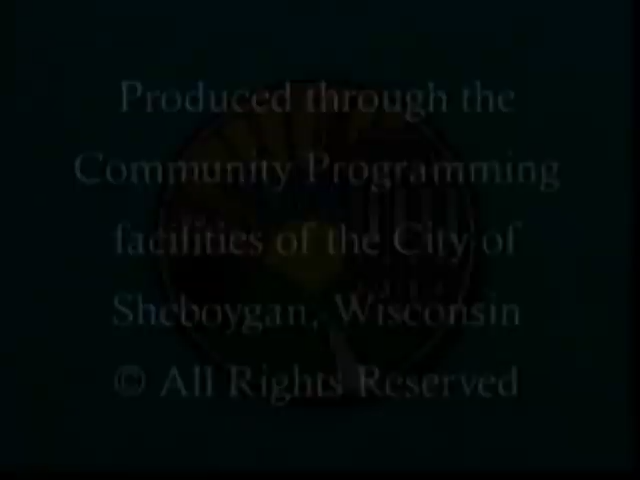 Produced through the
Community Programming
facilities of the City of
Sheboygan, Wisconsin
© All Rights Reserved